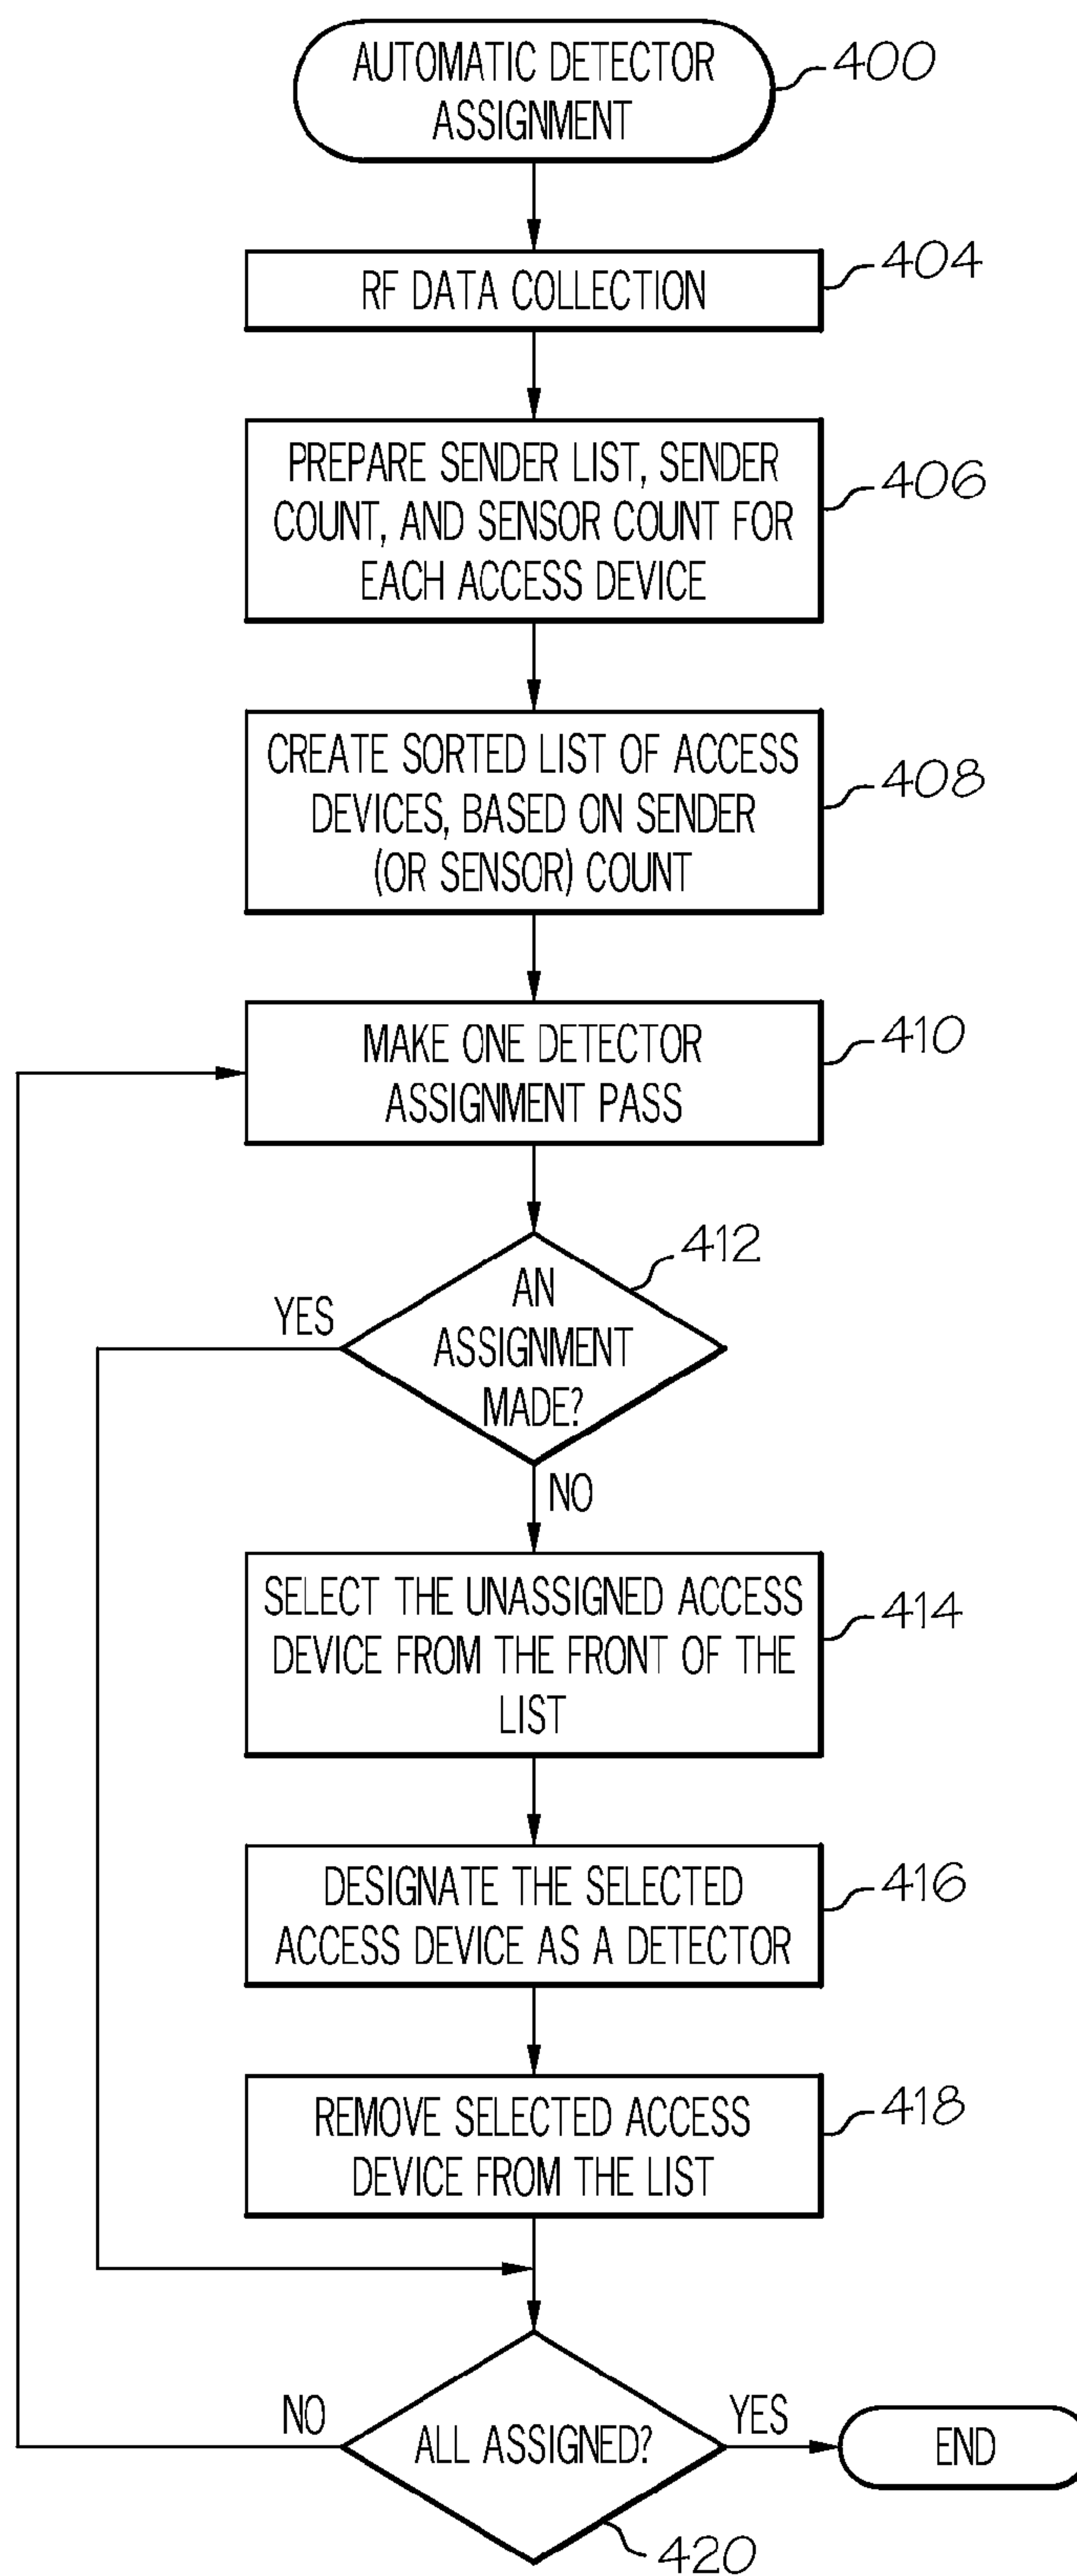 AUTOMATIC DETECTOR
ASSIGNMENT
400
RF DATA COLLECTION
404
PREPARE SENDER LIST, SENDER
COUNT, AND SENSOR COUNT FOR
EACH ACCESS DEVICE
406
CREATE SORTED LIST OF ACCESS
DEVICES, BASED ON SENDER
(OR SENSOR) COUNT
408
MAKE ONE DETECTOR
ASSIGNMENT PASS
410
AN
ASSIGNMENT
MADE?
412
YES
NO
SELECT THE UNASSIGNED ACCESS
DEVICE FROM THE FRONT OF THE
LIST
414
DESIGNATE THE SELECTED
ACCESS DEVICE AS A DETECTOR
416
REMOVE SELECTED ACCESS
DEVICE FROM THE LIST
418
NO
ALL ASSIGNED?
YES
END
420